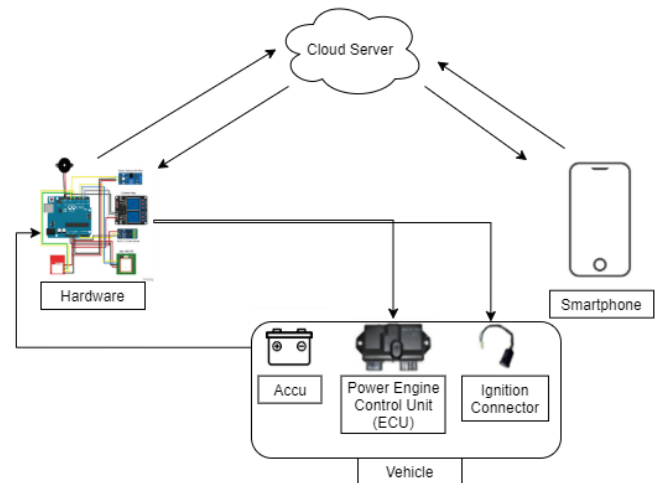 Cloud Server
Hardware
Smartphone
Accu
Power Engine
Control Unit
(ECU)
Ignition
Connector
Vehicle